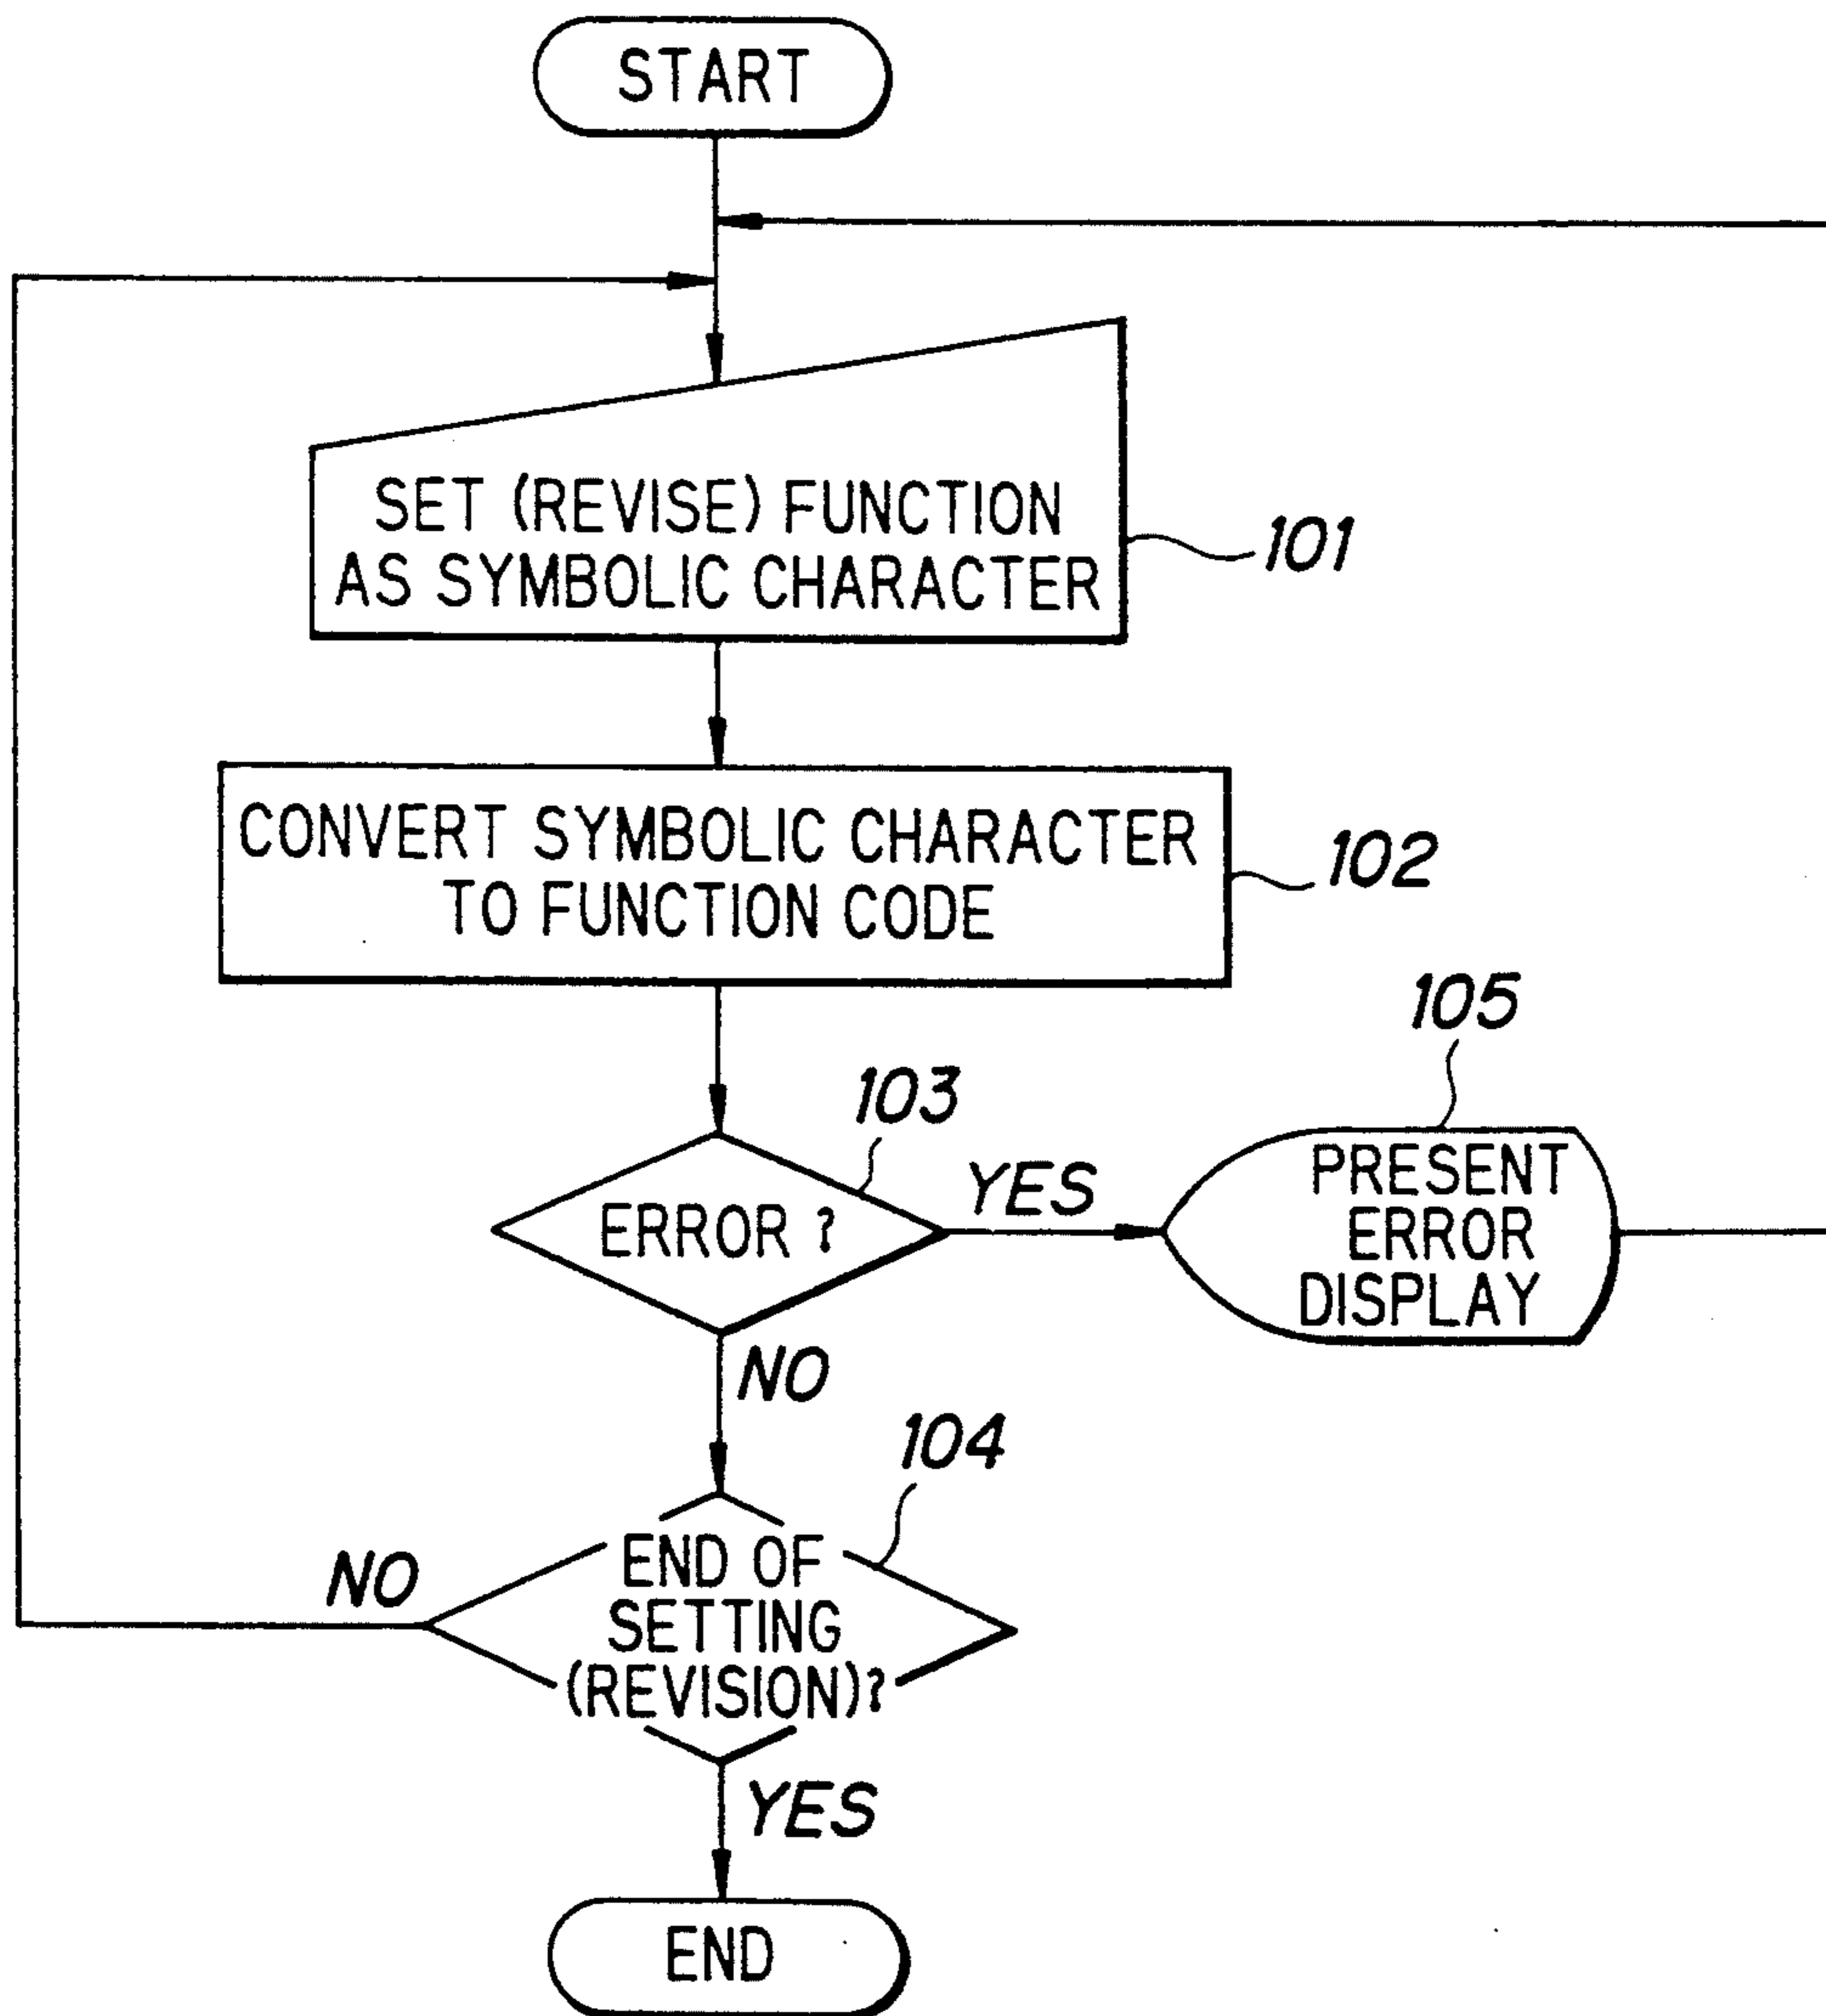 START
SET (REVISE) FUNCTION
AS SYMBOLIC CHARACTER
101
CONVERT SYMBOLIC CHARACTER
TO FUNCTION CODE
102
103
ERROR ?
YES
105
PRESENT
ERROR
DISPLAY
NO
104
END OF
SETTING
(REVISION)?
NO
YES
END